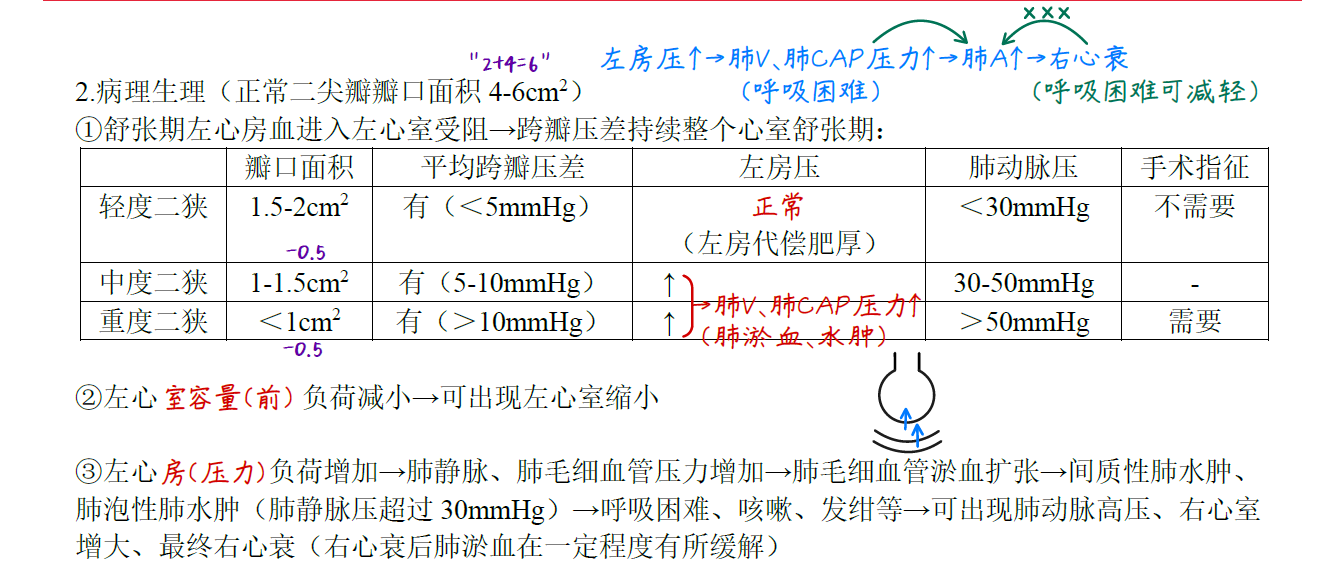 ×××
"2+4=6" 左房压↑→肺V、肺CAP压力↑→肺A↑→右心衰
2.病理生理（正常二尖瓣瓣口面积 4-6cm²） (呼吸困难) (呼吸困难可减轻)
①舒张期左心房血进入左心室受阻→跨瓣压差持续整个心室舒张期：
瓣口面积 平均跨瓣压差 左房压 肺动脉压 手术指征
轻度二狭 1.5-2cm² 有（＜5mmHg） 正常 ＜30mmHg 不需要
（左房代偿肥厚）
-0.5
中度二狭 1-1.5cm² 有（5-10mmHg） ↑ 30-50mmHg -
→肺V、肺CAP压力↑
重度二狭 ＜1cm² 有（＞10mmHg） ↑ ＞50mmHg 需要
(肺淤血、水肿)
-0.5
②左心室容量(前)负荷减小→可出现左心室缩小
③左心房(压力)负荷增加→肺静脉、肺毛细血管压力增加→肺毛细血管淤血扩张→间质性肺水肿、
肺泡性肺水肿（肺静脉压超过 30mmHg）→呼吸困难、咳嗽、发绀等→可出现肺动脉高压、右心室
增大、最终右心衰（右心衰后肺淤血在一定程度有所缓解）